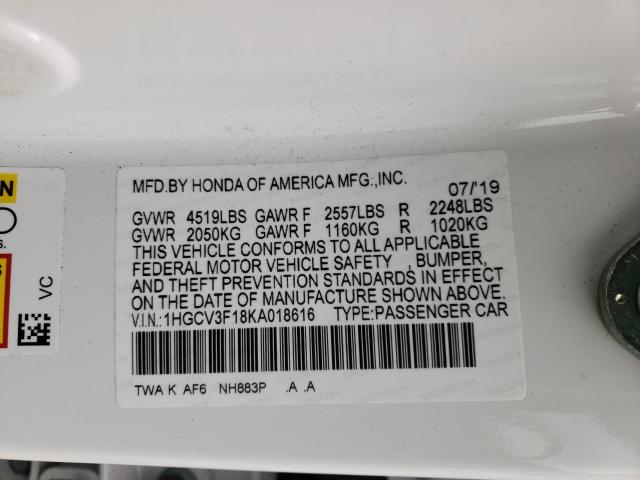 MFD.BY HONDA OF AMERICA MFG.,INC.
07/'19
GVWR 4519LBS GAWR F 2557LBS R 2248LBS
GVWR 2050KG GAWR F 1160KG R 1020KG
THIS VEHICLE CONFORMS TO ALL APPLICABLE
FEDERAL MOTOR VEHICLE SAFETY , BUMPER,
AND THEFT PREVENTION STANDARDS IN EFFECT
ON THE DATE OF MANUFACTURE SHOWN ABOVE.
V.I.N.:1HGCV3F18KA018616 TYPE:PASSENGER CAR
TWA K AF6 NH883P .A .A
VC